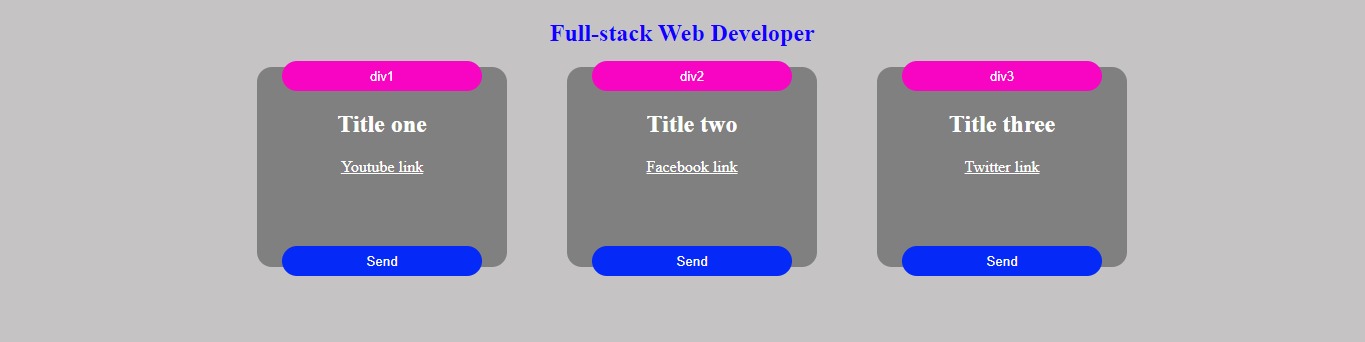 Full-stack Web Developer
div1
Title one
Youtube link
Send
div2
Title two
Facebook link
Send
div3
Title three
Twitter link
Send